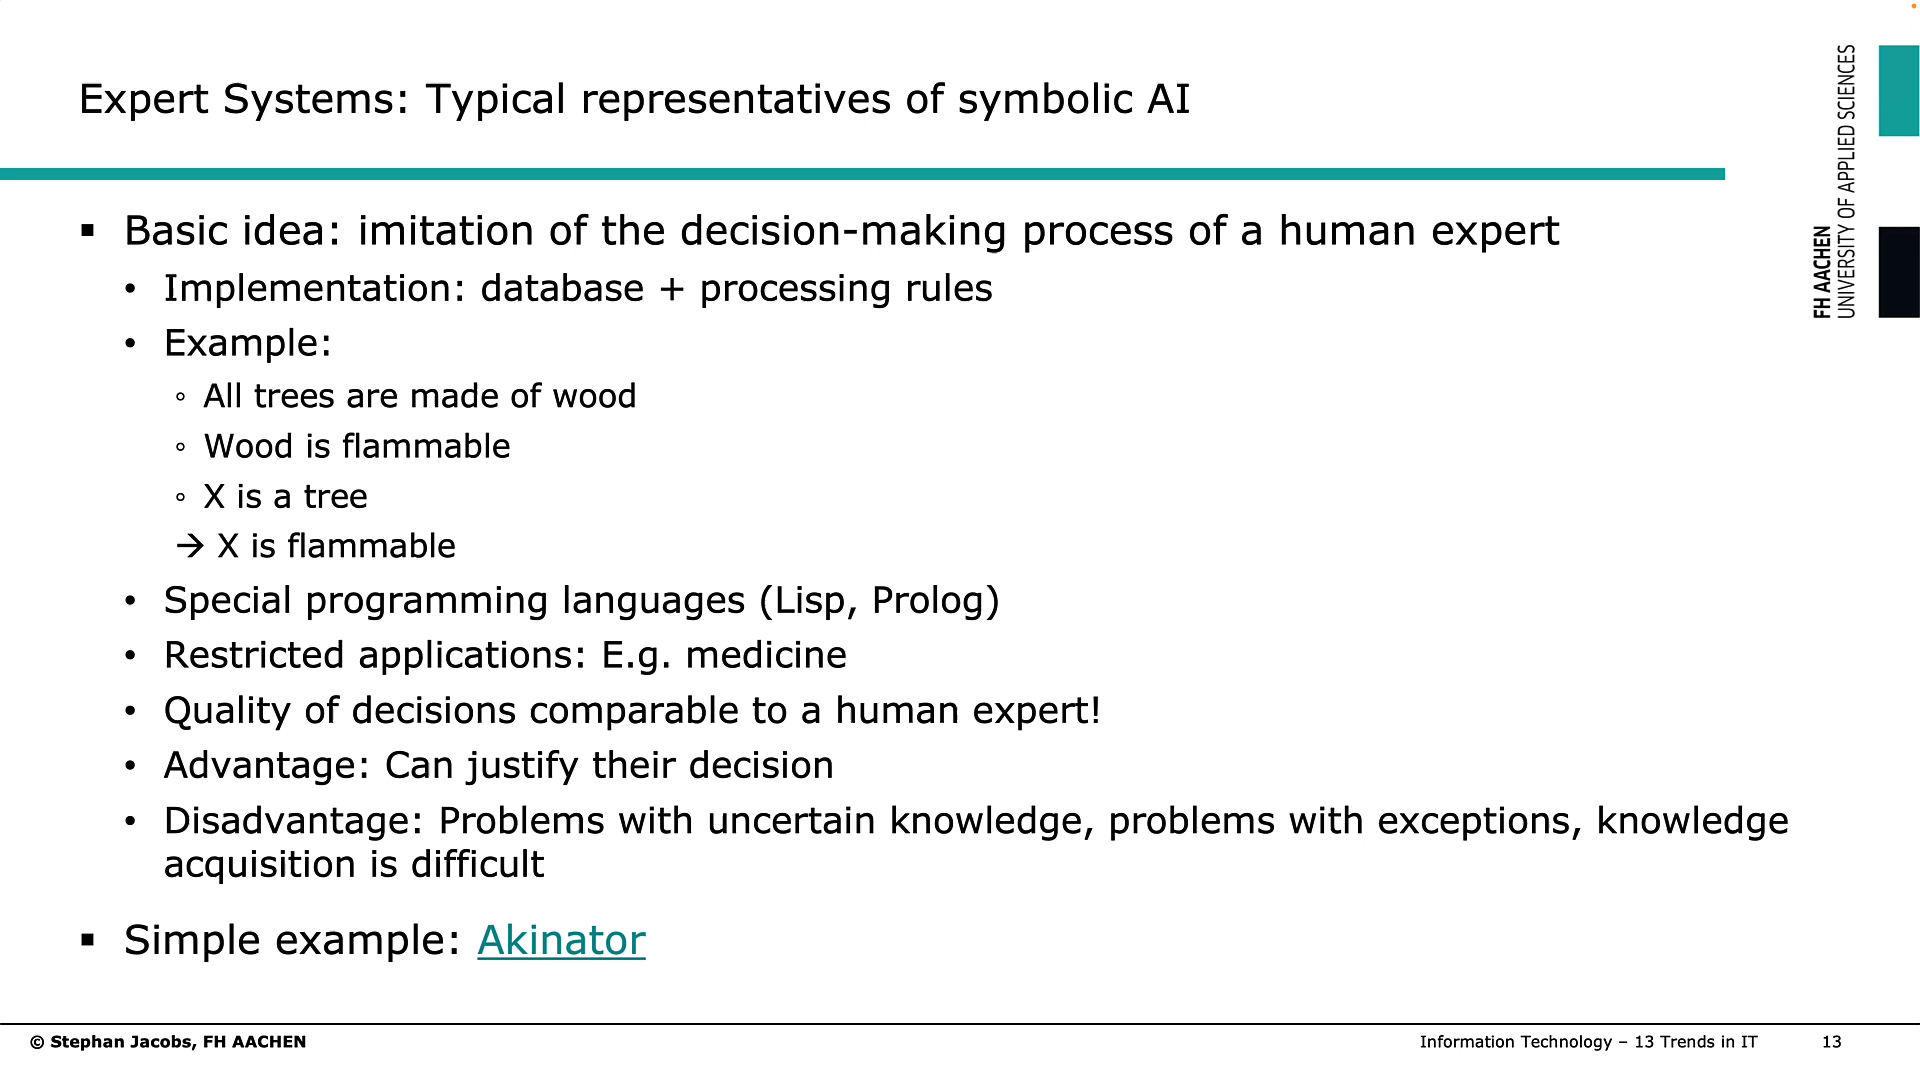 Expert Systems: Typical representatives of symbolic AI
FH AACHEN
UNIVERSITY OF APPLIED SCIENCES
▪ Basic idea: imitation of the decision-making process of a human expert
• Implementation: database + processing rules
• Example:
◦ All trees are made of wood
◦ Wood is flammable
◦ X is a tree
→ X is flammable
• Special programming languages (Lisp, Prolog)
• Restricted applications: E.g. medicine
• Quality of decisions comparable to a human expert!
• Advantage: Can justify their decision
• Disadvantage: Problems with uncertain knowledge, problems with exceptions, knowledge
acquisition is difficult
▪ Simple example: Akinator
© Stephan Jacobs, FH AACHEN
Information Technology – 13 Trends in IT
13